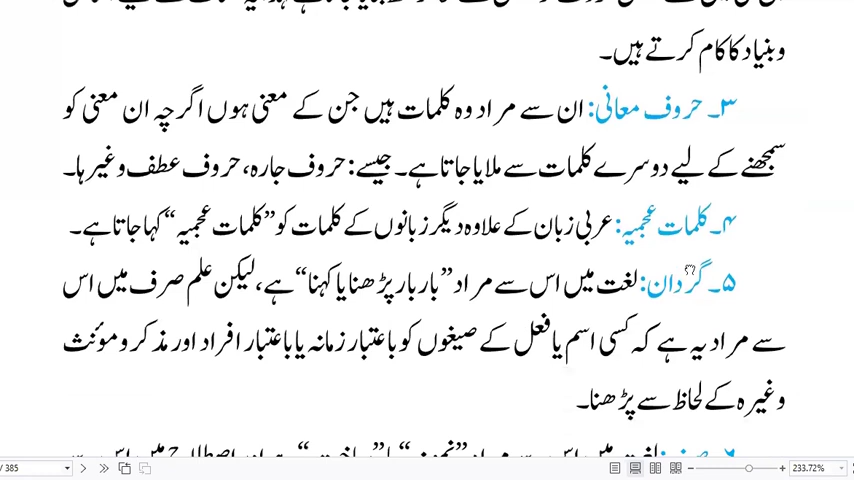 وبنیاد کا کام کرتے ہیں۔
۳۔ حروف معانی: ان سے مراد وہ کلمات ہیں جن کے معنی ہوں اگرچہ ان معنی کو
سمجھنے کے لیے دوسرے کلمات سے ملایا جاتا ہے۔ جیسے: حروف جارہ، حروف عطف وغیرہا۔
۴۔ کلمات عجمیہ: عربی زبان کے علاوہ دیگر زبانوں کے کلمات کو ”کلمات عجمیہ“ کہا جاتا ہے۔
۵۔ گردان: لغت میں اس سے مراد ”بار بار پڑھنا یا کہنا“ ہے، لیکن علم صرف میں اس
سے مراد یہ ہے کہ کسی اسم یا فعل کے صیغوں کو باعتبار زمانہ یا باعتبار افراد اور مذکر و مؤنث
وغیرہ کے لحاظ سے پڑھنا۔
/ 385
233.72%